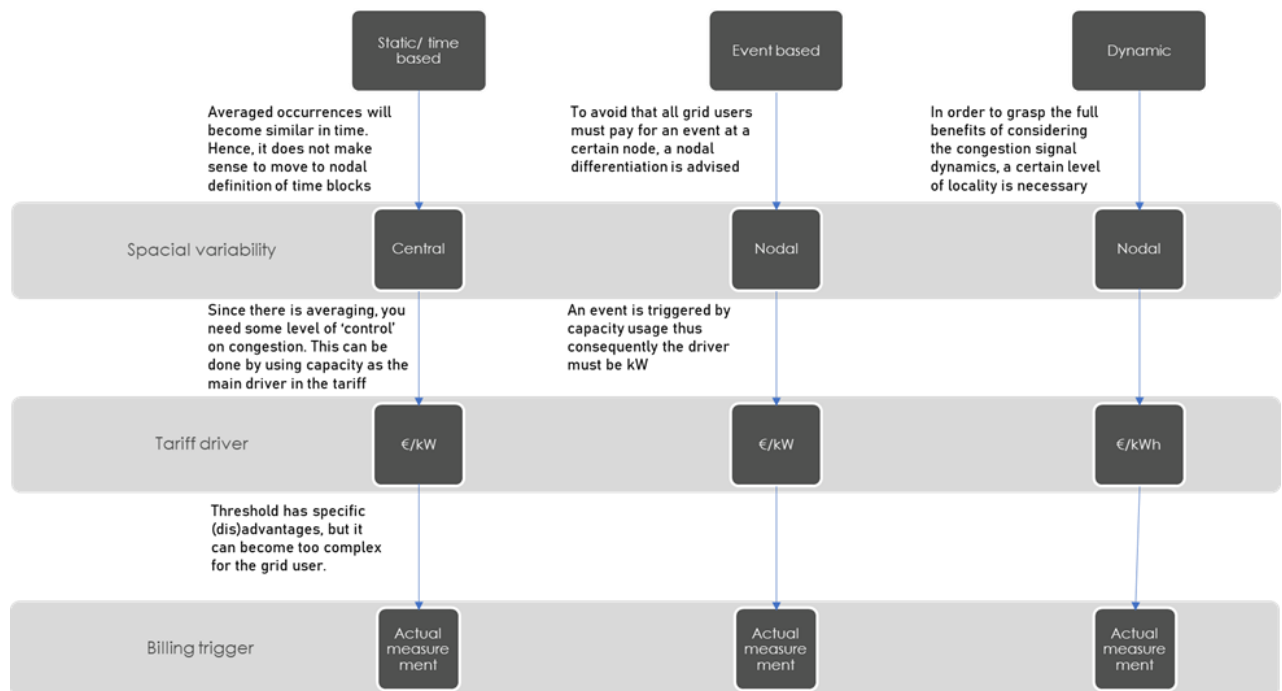 Static/ time
based
Event based
Dynamic
Averaged occurrences will
become similar in time.
Hence, it does not make
sense to move to nodal
definition of time blocks
To avoid that all grid users
must pay for an event at a
certain node, a nodal
differentiation is advised
In order to grasp the full
benefits of considering
the congestion signal
dynamics, a certain level
of locality is necessary
Spacial variability
Central
Nodal
Nodal
Since there is averaging, you
need some level of ‘control’
on congestion. This can be
done by using capacity as the
main driver in the tariff
An event is triggered by
capacity usage thus
consequently the driver
must be kW
Tariff driver
€/kW
€/kW
€/kWh
Threshold has specific
(dis)advantages, but it
can become too complex
for the grid user.
Billing trigger
Actual
measure
ment
Actual
measure
ment
Actual
measure
ment